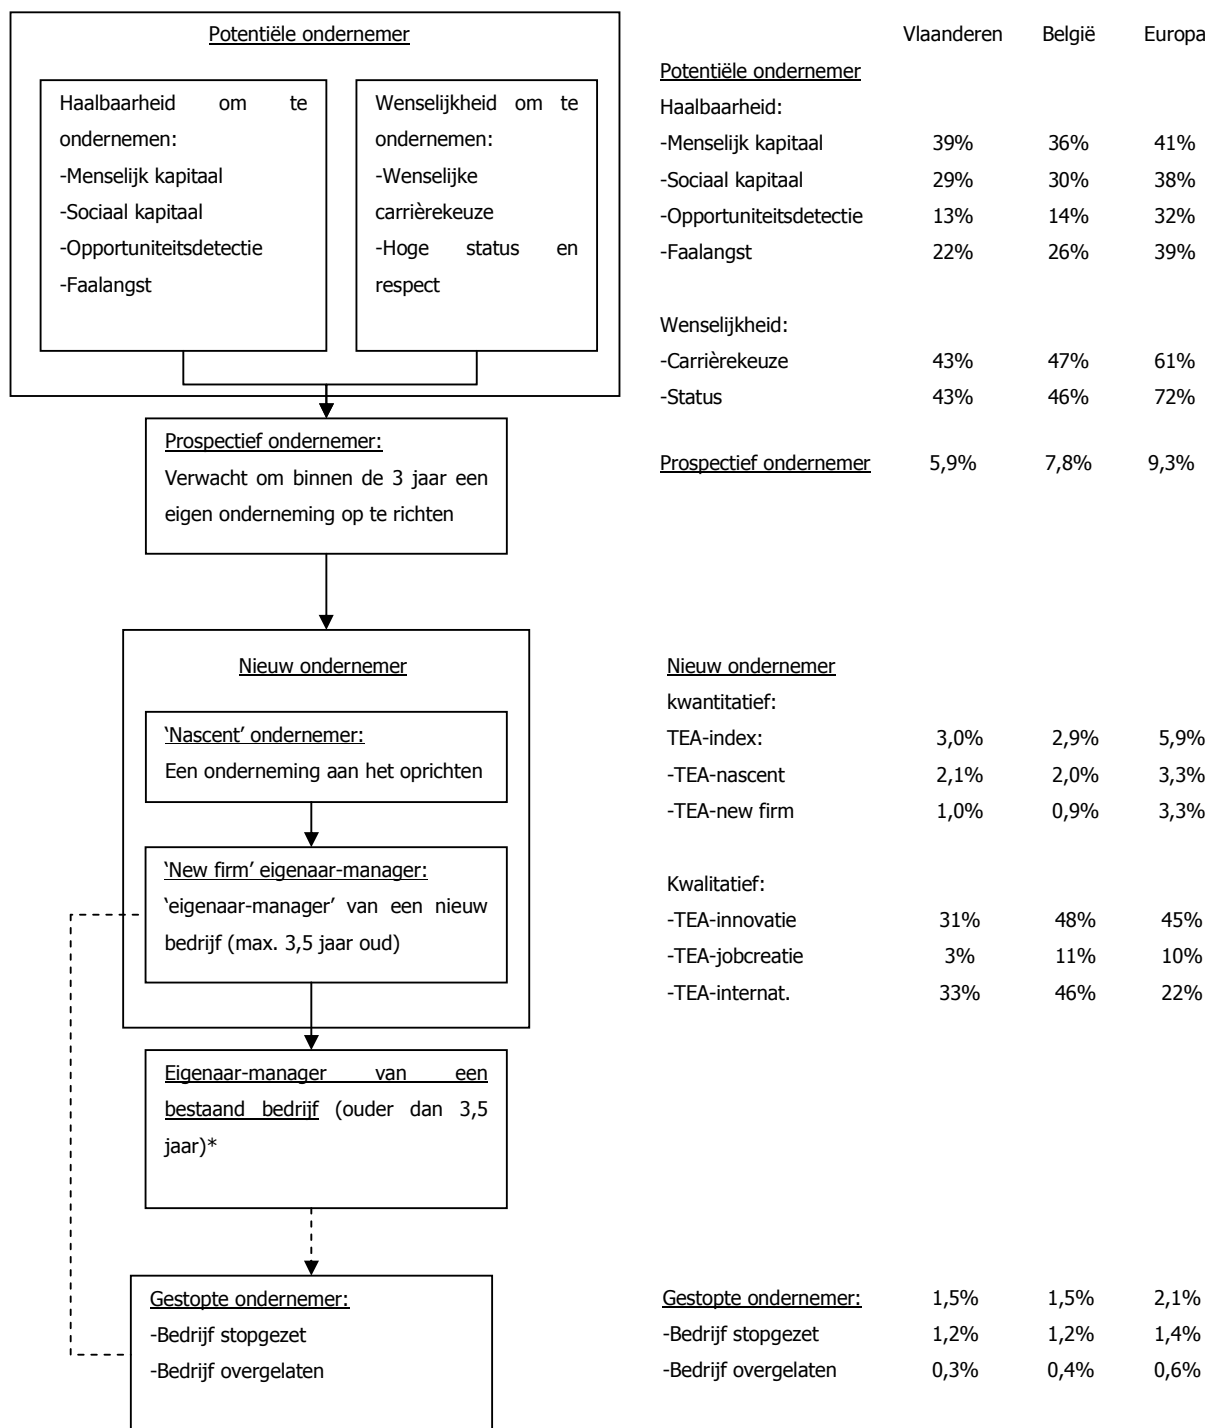 Potentiële ondernemer
Haalbaarheid om te
ondernemen:
-Menselijk kapitaal
-Sociaal kapitaal
-Opportuniteitsdetectie
-Faalangst
Wenselijkheid om te
ondernemen:
-Wenselijke
carrièrekeuze
-Hoge status en
respect
Prospectief ondernemer:
Verwacht om binnen de 3 jaar een
eigen onderneming op te richten
Nieuw ondernemer
‘Nascent’ ondernemer:
Een onderneming aan het oprichten
‘New firm’ eigenaar-manager:
‘eigenaar-manager’ van een nieuw
bedrijf (max. 3,5 jaar oud)
Eigenaar-manager van een
bestaand bedrijf (ouder dan 3,5
jaar)*
Gestopte ondernemer:
-Bedrijf stopgezet
-Bedrijf overgelaten
Vlaanderen België Europa
Potentiële ondernemer
Haalbaarheid:
-Menselijk kapitaal 39% 36% 41%
-Sociaal kapitaal 29% 30% 38%
-Opportuniteitsdetectie 13% 14% 32%
-Faalangst 22% 26% 39%
Wenselijkheid:
-Carrièrekeuze 43% 47% 61%
-Status 43% 46% 72%
Prospectief ondernemer 5,9% 7,8% 9,3%
Nieuw ondernemer
kwantitatief:
TEA-index: 3,0% 2,9% 5,9%
-TEA-nascent 2,1% 2,0% 3,3%
-TEA-new firm 1,0% 0,9% 3,3%
Kwalitatief:
-TEA-innovatie 31% 48% 45%
-TEA-jobcreatie 3% 11% 10%
-TEA-internat. 33% 46% 22%
Gestopte ondernemer: 1,5% 1,5% 2,1%
-Bedrijf stopgezet 1,2% 1,2% 1,4%
-Bedrijf overgelaten 0,3% 0,4% 0,6%